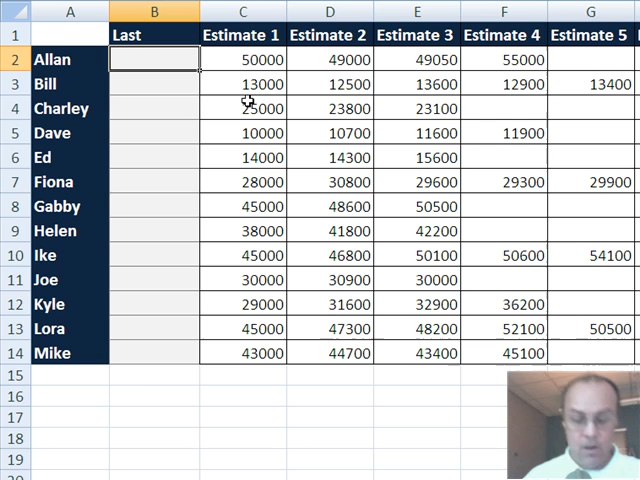 A B C D E F G
1 Last Estimate 1 Estimate 2 Estimate 3 Estimate 4 Estimate 5
2 Allan 50000 49000 49050 55000
3 Bill 13000 12500 13600 12900 13400
4 Charley 25000 23800 23100
5 Dave 10000 10700 11600 11900
6 Ed 14000 14300 15600
7 Fiona 28000 30800 29600 29300 29900
8 Gabby 45000 48600 50500
9 Helen 38000 41800 42200
10 Ike 45000 46800 50100 50600 54100
11 Joe 30000 30900 30000
12 Kyle 29000 31600 32900 36200
13 Lora 45000 47300 48200 52100 50500
14 Mike 43000 44700 43400 45100
15
16
17
18
19